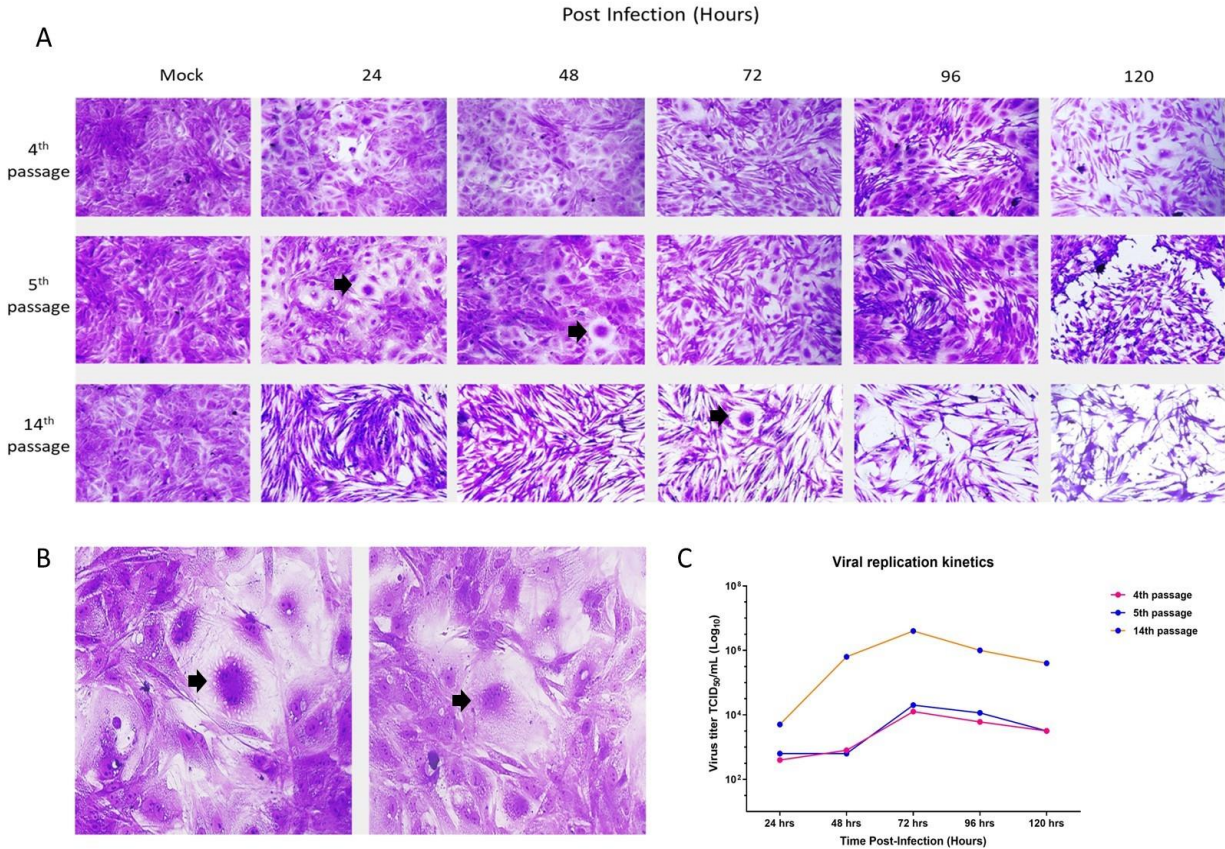 Post Infection (Hours)
A
Mock 24 48 72 96 120
4th
passage
5th
passage
14th
passage
B
C
Viral replication kinetics
4th passage
5th passage
14th passage
Virus titer TCID50/mL (Log10)
10^8
10^6
10^4
10^2
24 hrs 48 hrs 72 hrs 96 hrs 120 hrs
Time Post-Infection (Hours)